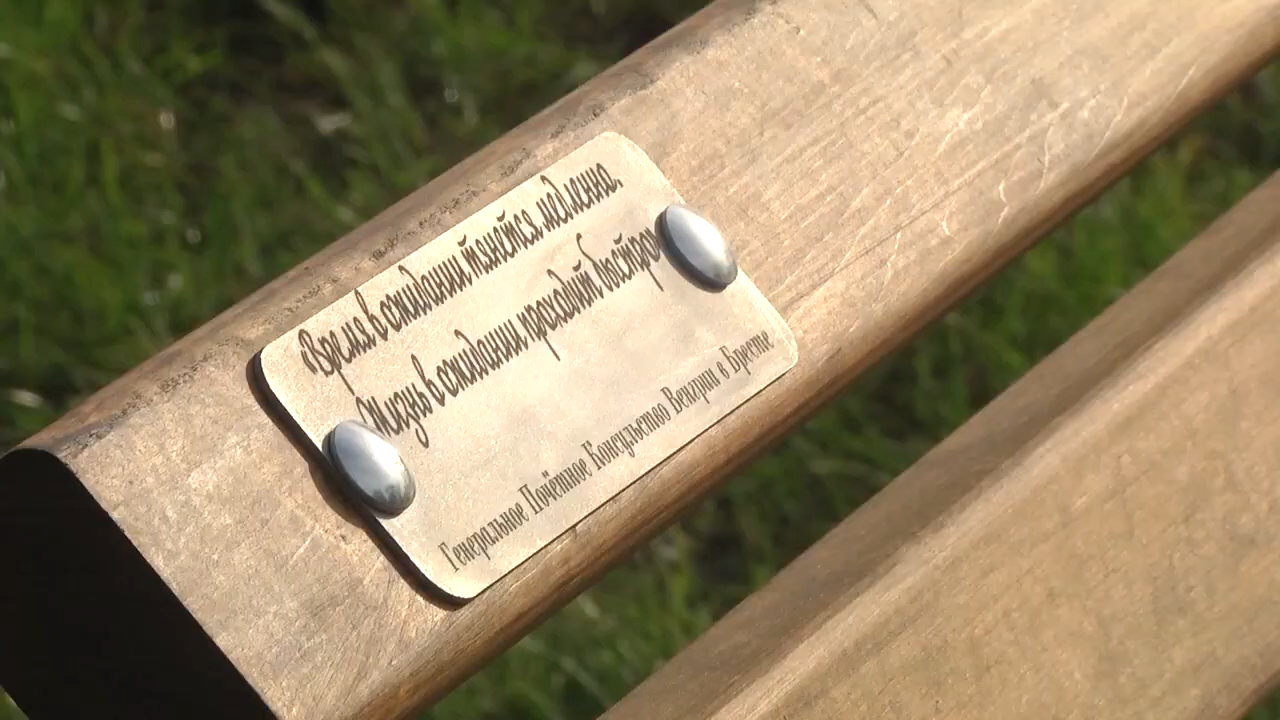 Время в ожидании тянется медленно.
Жизнь в ожидании проходит быстро.
Генеральное Почётное Консульство Венгрии в Бресте